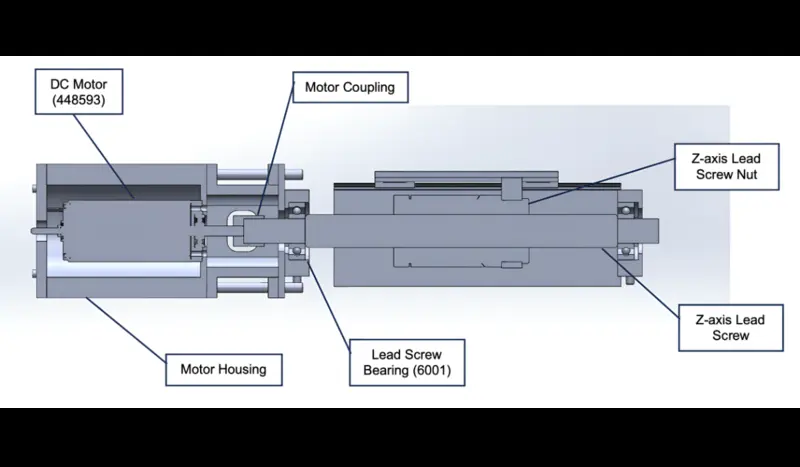 DC Motor
(448593)
Motor Coupling
Z-axis Lead
Screw Nut
Z-axis Lead
Screw
Lead Screw
Bearing (6001)
Motor Housing